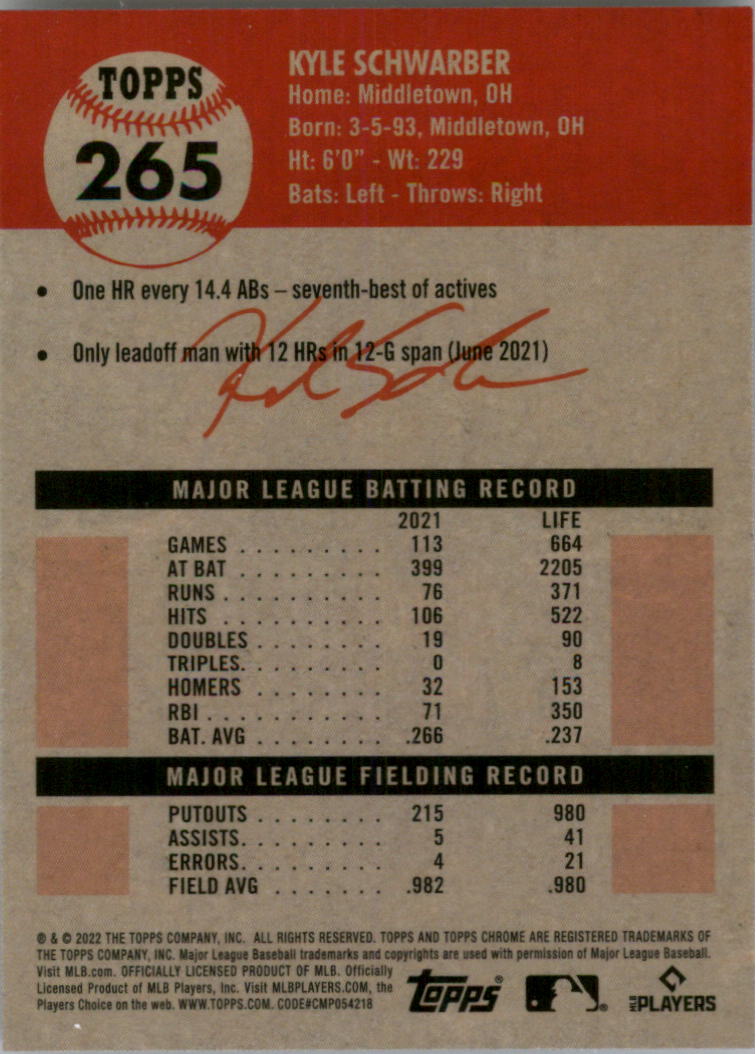 TOPPS
265
KYLE SCHWARBER
Home: Middletown, OH
Born: 3-5-93, Middletown, OH
Ht: 6'0" - Wt: 229
Bats: Left - Throws: Right
• One HR every 14.4 ABs – seventh-best of actives
• Only leadoff man with 12 HRs in 12-G span (June 2021)
MAJOR LEAGUE BATTING RECORD
2021 LIFE
GAMES . . . . . . . . . 113 664
AT BAT . . . . . . . . . 399 2205
RUNS . . . . . . . . . . 76 371
HITS . . . . . . . . . . 106 522
DOUBLES . . . . . . . . 19 90
TRIPLES. . . . . . . . . 0 8
HOMERS . . . . . . . . 32 153
RBI . . . . . . . . . . . 71 350
BAT. AVG . . . . . . . . .266 .237
MAJOR LEAGUE FIELDING RECORD
PUTOUTS . . . . . . . . 215 980
ASSISTS. . . . . . . . . 5 41
ERRORS. . . . . . . . . 4 21
FIELD AVG . . . . . . . .982 .980
® & © 2022 THE TOPPS COMPANY, INC. ALL RIGHTS RESERVED. TOPPS AND TOPPS CHROME ARE REGISTERED TRADEMARKS OF
THE TOPPS COMPANY, INC. Major League Baseball trademarks and copyrights are used with permission of Major League Baseball.
Visit MLB.com. OFFICIALLY LICENSED PRODUCT OF MLB. Officially
Licensed Product of MLB Players, Inc. Visit MLBPLAYERS.COM, the
Players Choice on the web. WWW.TOPPS.COM. CODE#CMP054218
Topps®
MLB PLAYERS